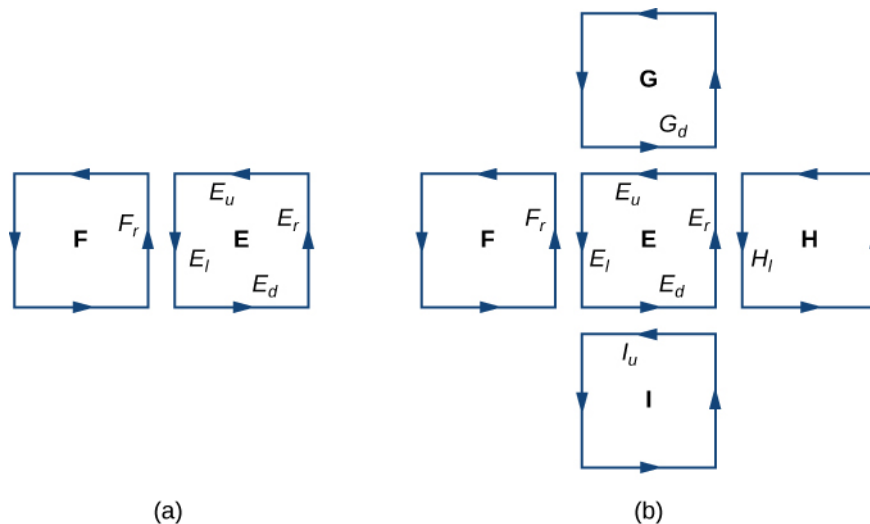 G
G_d
F
F_r
E_u
E_r
E
E_l
E_d
F
F_r
E_u
E_r
E
E_l
E_d
H
H_l
I_u
I
(a)
(b)